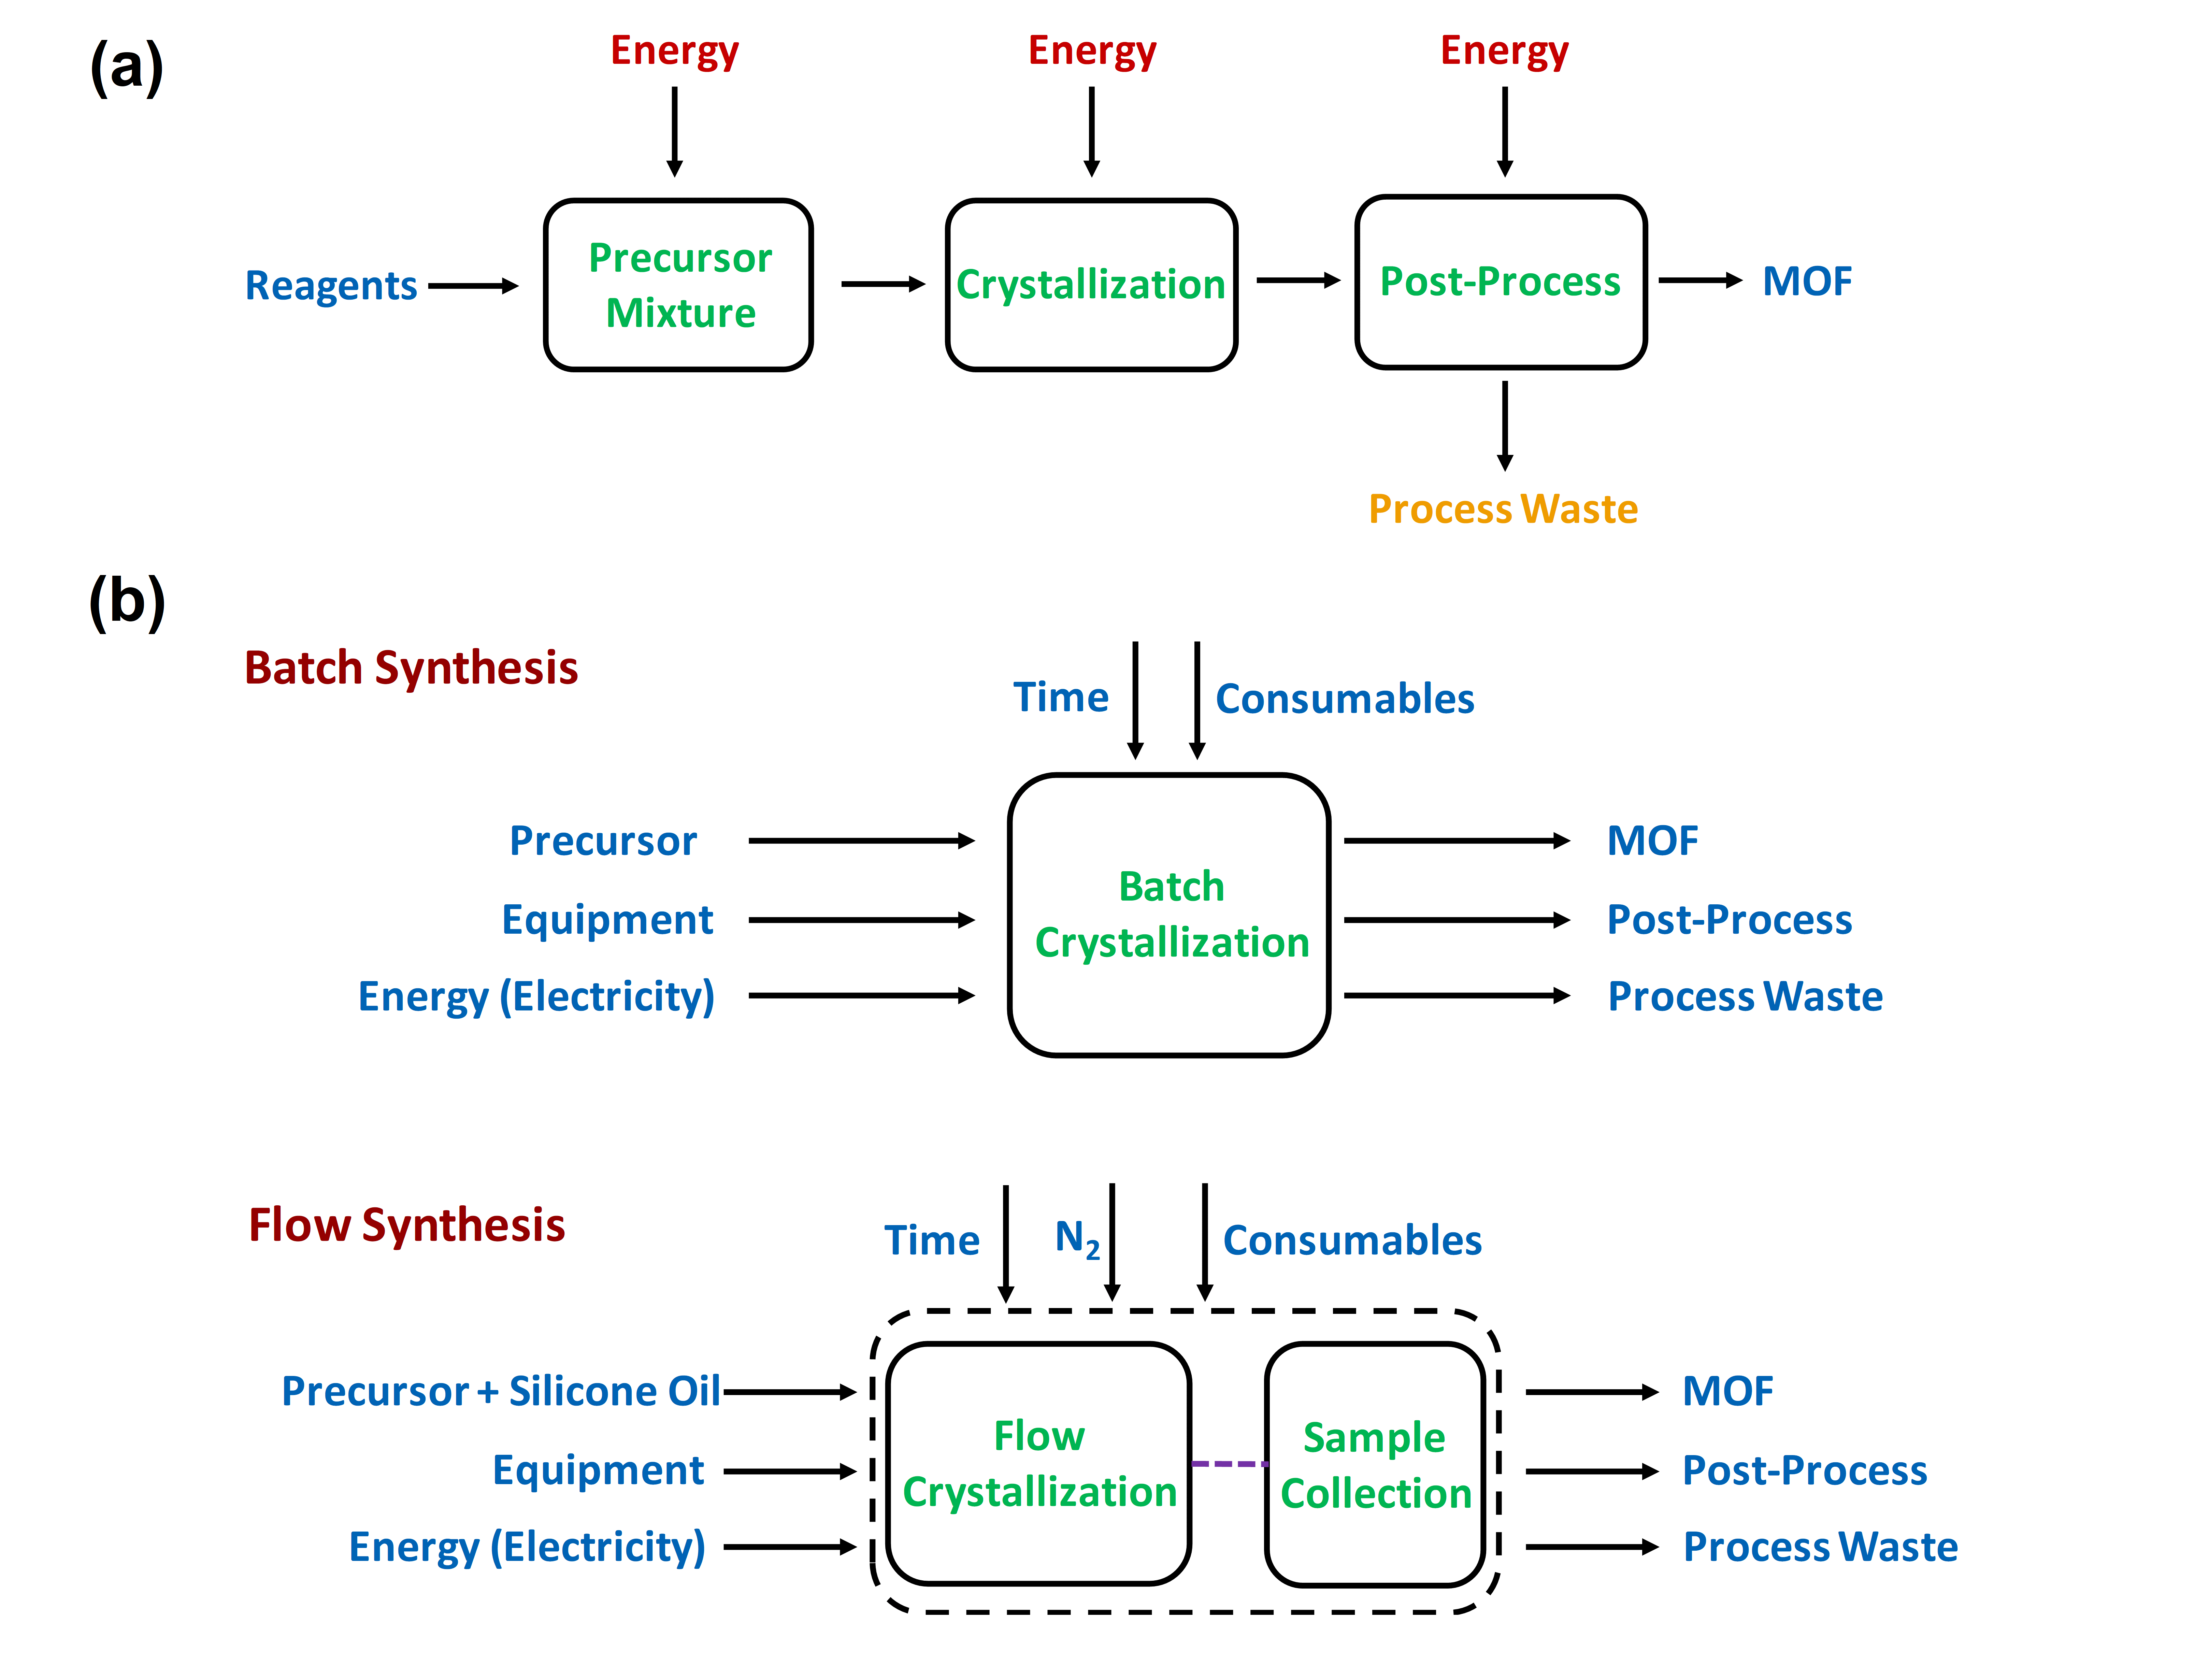 (a)
Energy
Energy
Energy
Reagents
Precursor
Mixture
Crystallization
Post-Process
MOF
Process Waste
(b)
Batch Synthesis
Time
Consumables
Precursor
Equipment
Energy (Electricity)
Batch
Crystallization
MOF
Post-Process
Process Waste
Flow Synthesis
Time
N₂
Consumables
Precursor + Silicone Oil
Equipment
Energy (Electricity)
Flow
Crystallization
Sample
Collection
MOF
Post-Process
Process Waste